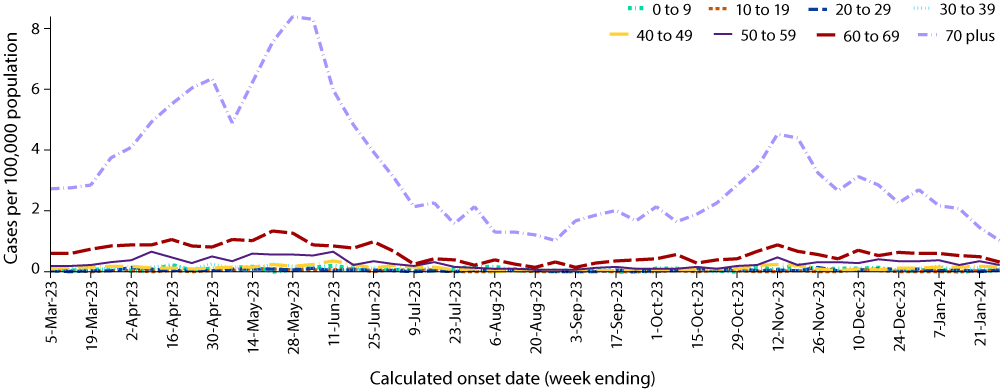 0 to 9 10 to 19 20 to 29 30 to 39
40 to 49 50 to 59 60 to 69 70 plus
Cases per 100,000 population
8
6
4
2
0
5-Mar-23
19-Mar-23
2-Apr-23
16-Apr-23
30-Apr-23
14-May-23
28-May-23
11-Jun-23
25-Jun-23
9-Jul-23
23-Jul-23
6-Aug-23
20-Aug-23
3-Sep-23
17-Sep-23
1-Oct-23
15-Oct-23
29-Oct-23
12-Nov-23
26-Nov-23
10-Dec-23
24-Dec-23
7-Jan-24
21-Jan-24
Calculated onset date (week ending)